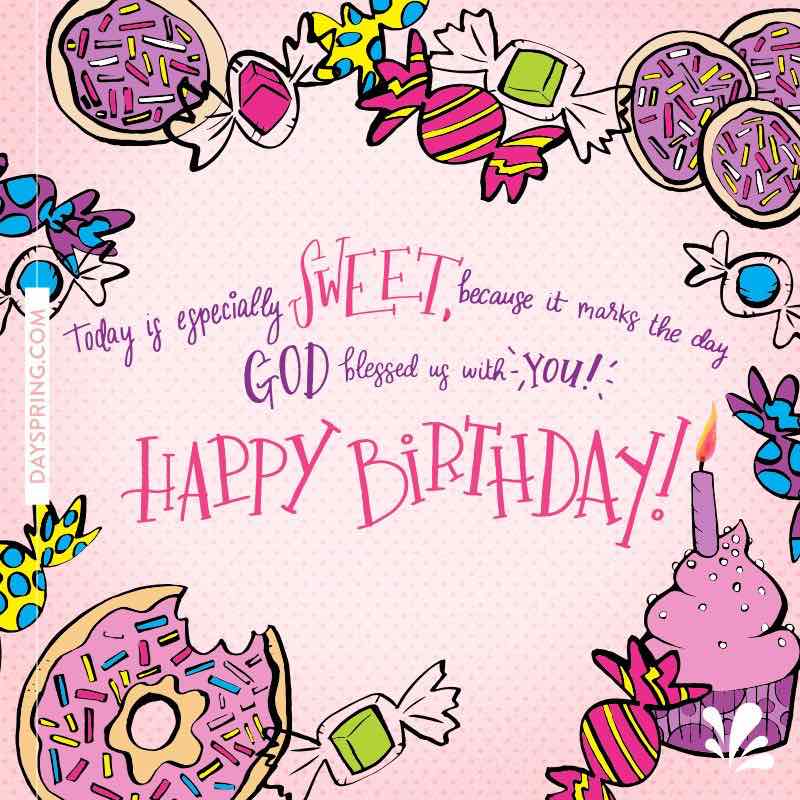 Today is especially SWEET, because it marks the day
GOD blessed us with YOU!
HAPPY BiRTHDAY!
DAYSPRING.COM